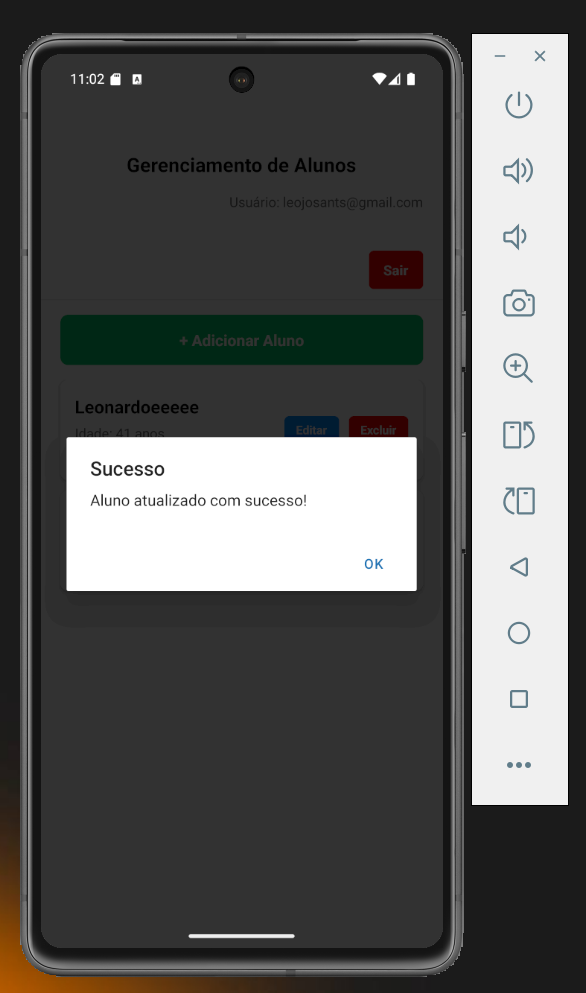 11:02
Gerenciamento de Alunos
Usuário: leojosants@gmail.com
Sair
+ Adicionar Aluno
Leonardoeeeee
Idade: 41 anos
Editar Excluir
Sucesso
Aluno atualizado com sucesso!
OK